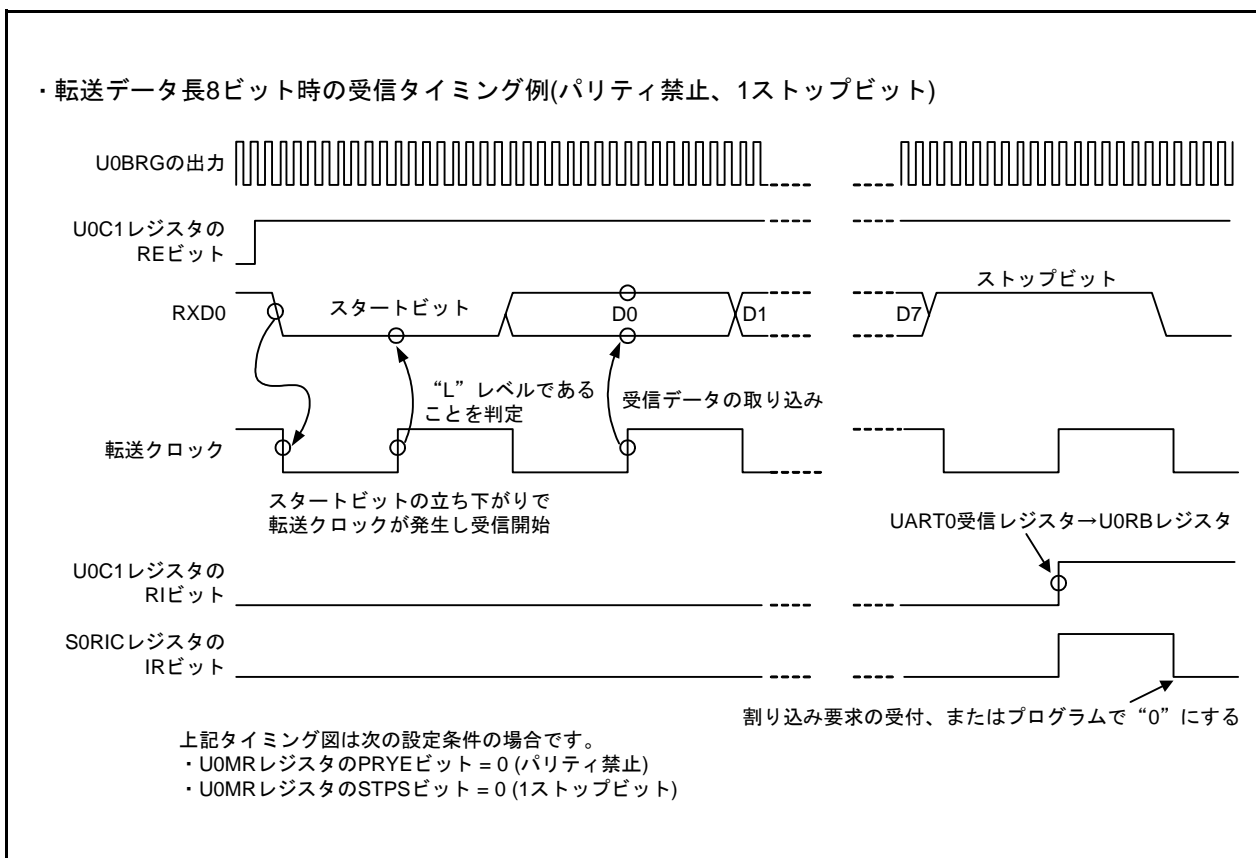 ・転送データ長8ビット時の受信タイミング例(パリティ禁止、1ストップビット)
U0BRGの出力
U0C1レジスタの
REビット
RXD0
スタートビット
D0
D1
D7
ストップビット
“L”レベルである
ことを判定
受信データの取り込み
転送クロック
スタートビットの立ち下がりで
転送クロックが発生し受信開始
UART0受信レジスタ→U0RBレジスタ
U0C1レジスタの
RIビット
S0RICレジスタの
IRビット
割り込み要求の受付、またはプログラムで“0”にする
上記タイミング図は次の設定条件の場合です。
・U0MRレジスタのPRYEビット = 0 (パリティ禁止)
・U0MRレジスタのSTPSビット = 0 (1ストップビット)